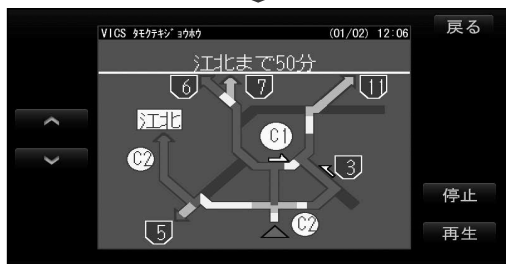 VICS ﾀﾓｸﾃｷｼﾞｮｳﾎｳ (01/02) 12:06
戻る
江北まで50分
6
7
11
江北
C1
C2
3
停止
5
C2
再生